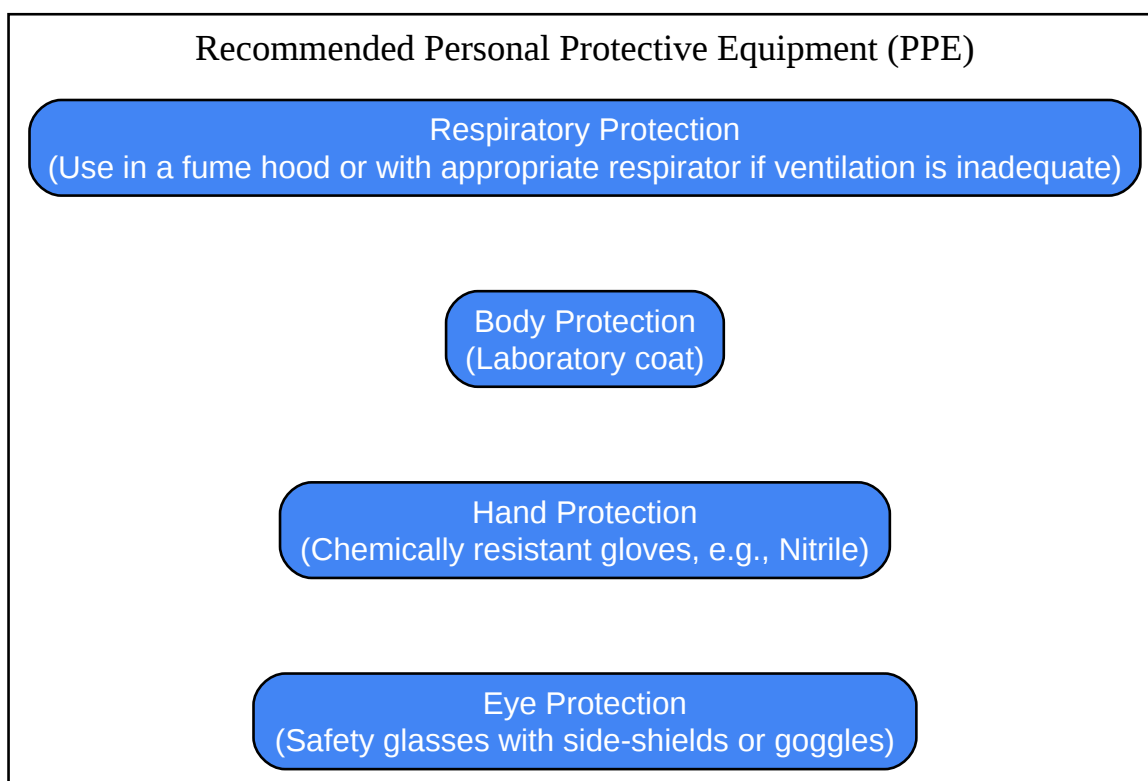 Recommended Personal Protective Equipment (PPE)
Respiratory Protection
(Use in a fume hood or with appropriate respirator if ventilation is inadequate)
Body Protection
(Laboratory coat)
Hand Protection
(Chemically resistant gloves, e.g., Nitrile)
Eye Protection
(Safety glasses with side-shields or goggles)